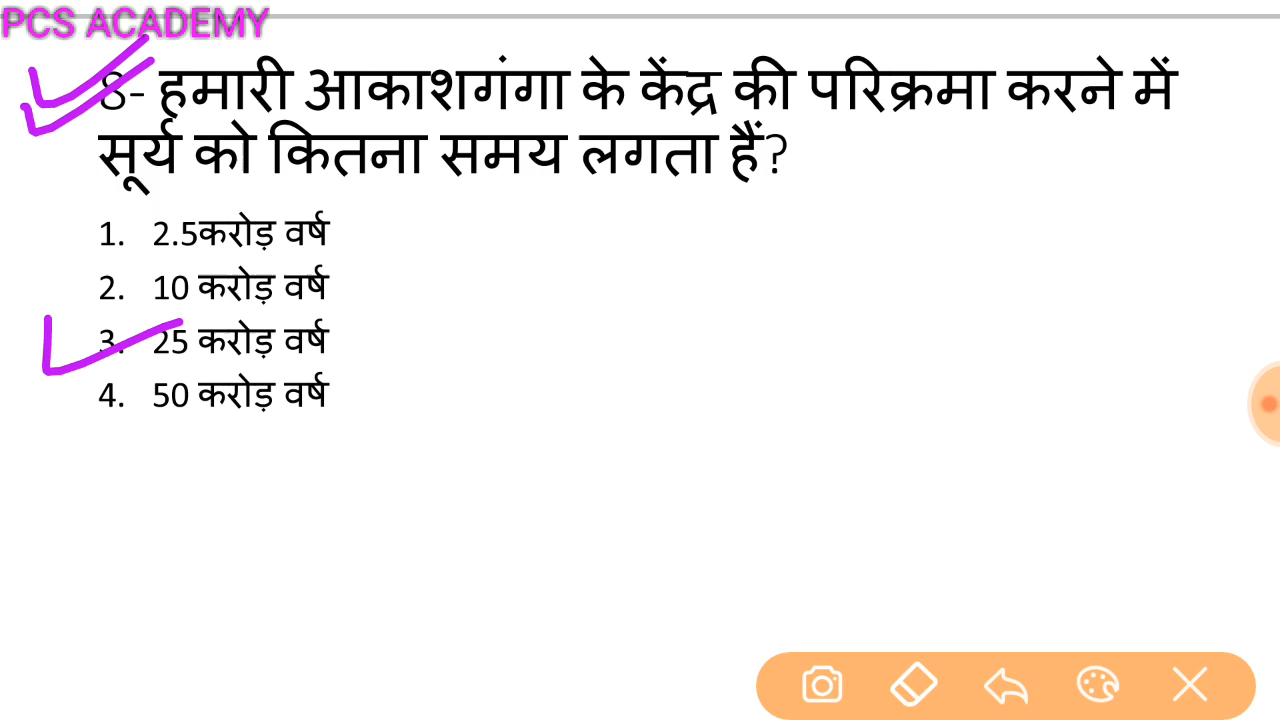 PCS ACADEMY
8- हमारी आकाशगंगा के केंद्र की परिक्रमा करने में
सूर्य को कितना समय लगता हैं?
1. 2.5करोड़ वर्ष
2. 10 करोड़ वर्ष
3. 25 करोड़ वर्ष
4. 50 करोड़ वर्ष